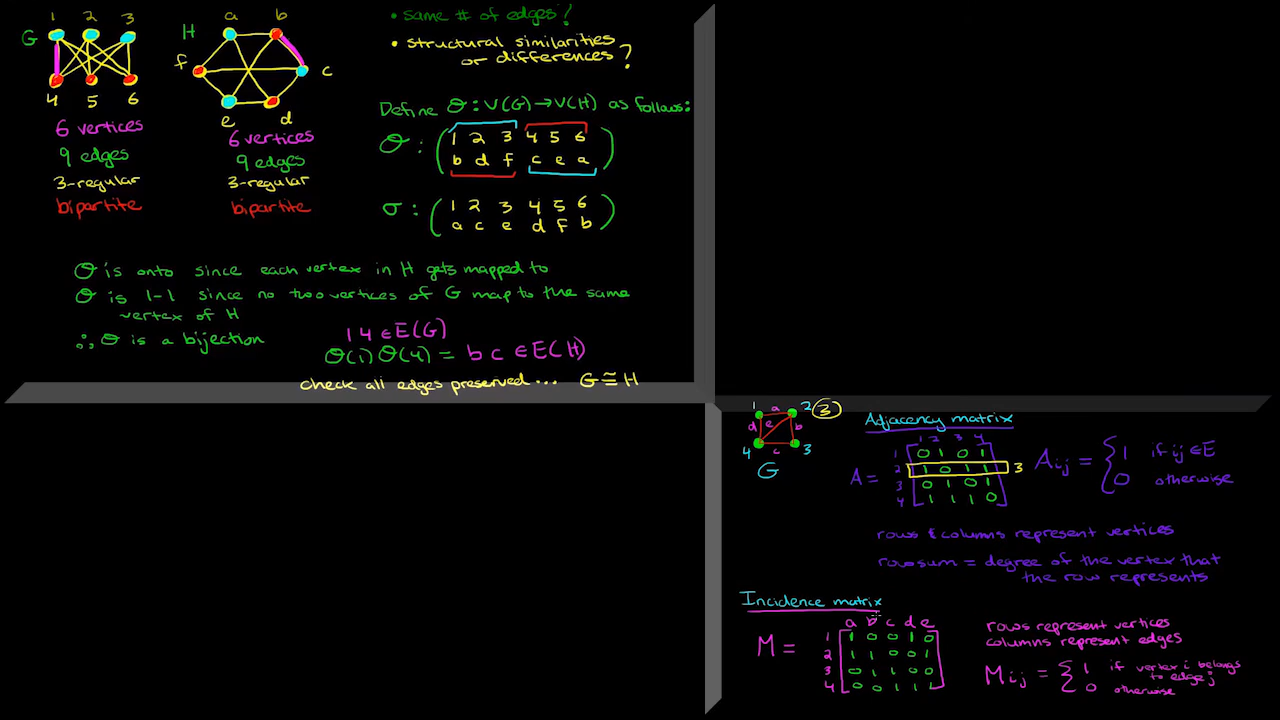 1 2 3
G
4 5 6
6 vertices
9 edges
3-regular
bipartite
H
a b
f c
e d
6 vertices
9 edges
3-regular
bipartite
• same # of edges?
• structural similarities
or differences?
Define Θ: V(G)→V(H) as follows:
Θ: ( 1 2 3 4 5 6
b d f c e a )
σ: ( 1 2 3 4 5 6
a c e d f b )
Θ is onto since each vertex in H gets mapped to
Θ is 1-1 since no two vertices of G map to the same
vertex of H
∴ Θ is a bijection
14 ∈ E(G)
Θ(1) Θ(4) = bc ∈ E(H)
check all edges preserved... G ≅ H
1 a 2 3
d e b
4 c 3
G
Adjacency matrix
1 2 3 4
1 0 1 0 1
2 1 0 1 1 3
3 0 1 0 1
4 1 1 1 0
A =
Aij = { 1 if ij ∈ E
0 otherwise
rows & columns represent vertices
row sum = degree of the vertex that
the row represents
Incidence matrix
a b c d e
1 1 0 0 1 0
2 1 1 0 0 1
3 0 1 1 0 0
4 0 0 1 1 1
M =
rows represent vertices
columns represent edges
Mij = { 1 if vertex i belongs
to edge j
0 otherwise